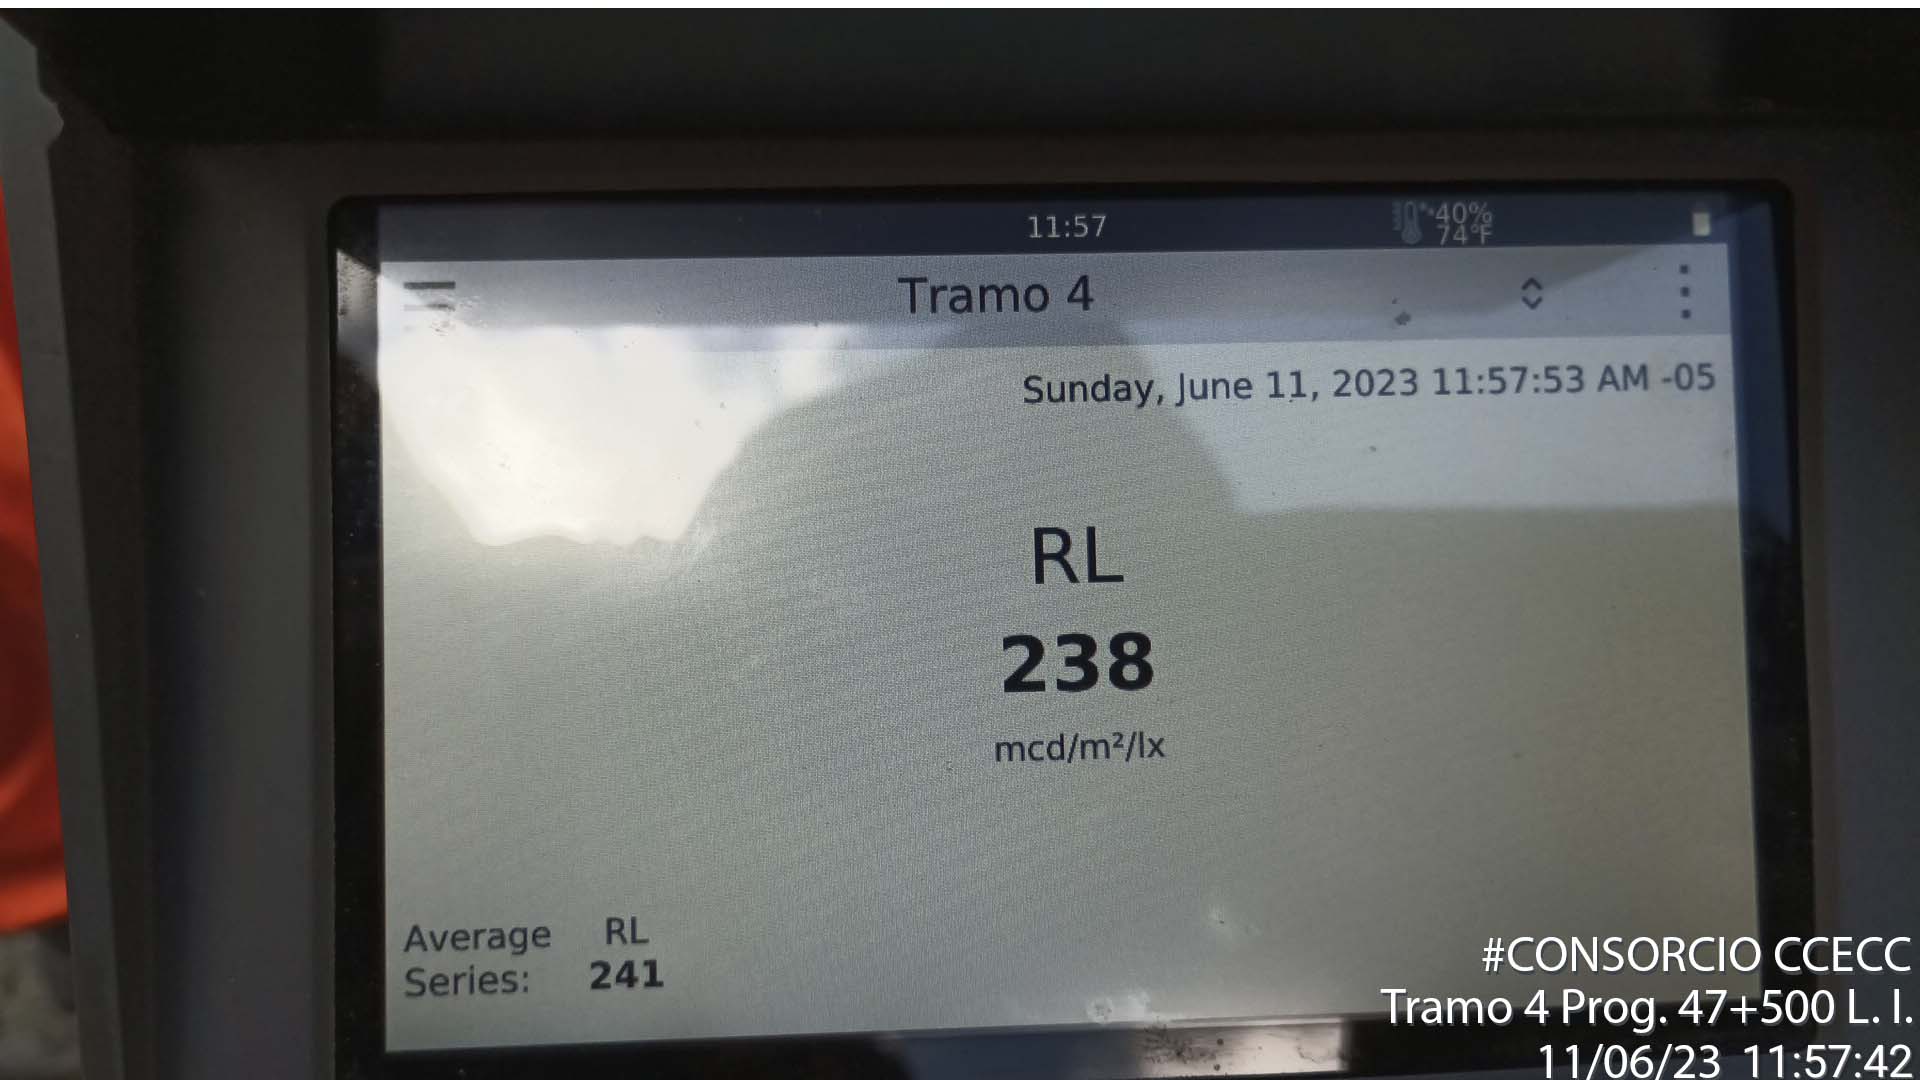 11:57
40%
74°F
Tramo 4
Sunday, June 11, 2023 11:57:53 AM -05
RL
238
mcd/m²/lx
Average RL
Series: 241
#CONSORCIO CCECC
Tramo 4 Prog. 47+500 L. I.
11/06/23 11:57:42